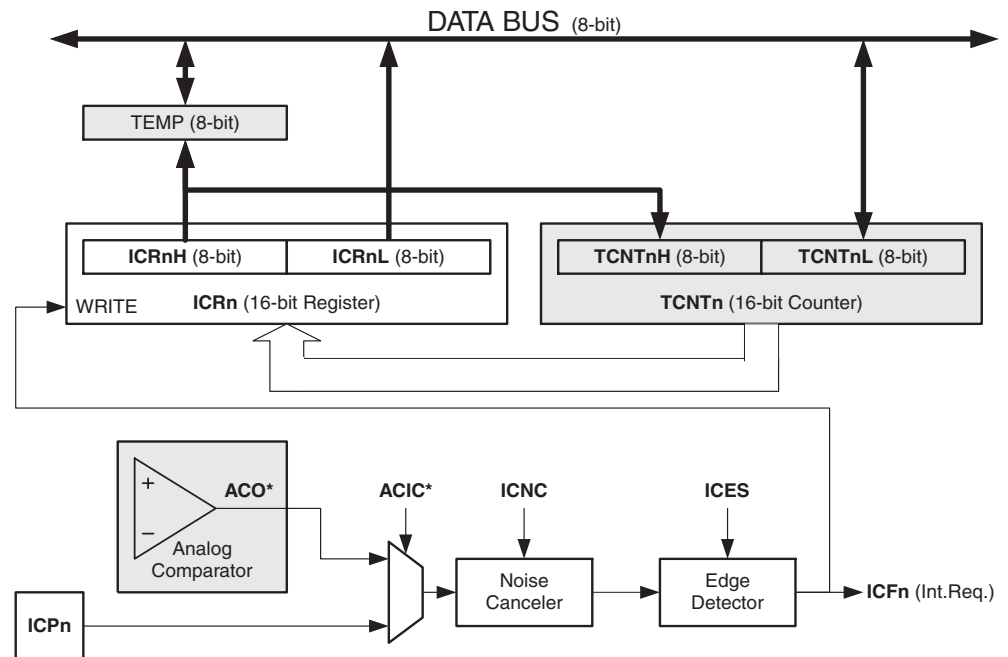 DATA BUS (8-bit)
TEMP (8-bit)
ICRnH (8-bit) ICRnL (8-bit)
TCNTnH (8-bit) TCNTnL (8-bit)
WRITE
ICRn (16-bit Register)
TCNTn (16-bit Counter)
+
−
ACO*
Analog
Comparator
ACIC*
ICNC
ICES
Noise
Canceler
Edge
Detector
ICFn (Int.Req.)
ICPn